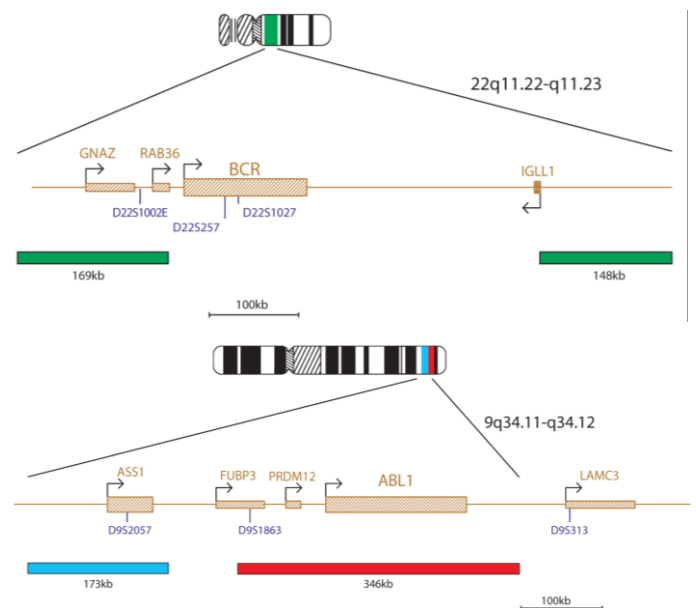 22q11.22-q11.23
GNAZ RAB36 BCR IGLL1
D22S1002E D22S1027
D22S257
169kb 148kb
100kb
9q34.11-q34.12
ASS1 FUBP3 PRDM12 ABL1 LAMC3
D9S2057 D9S1863 D9S313
173kb 346kb
100kb